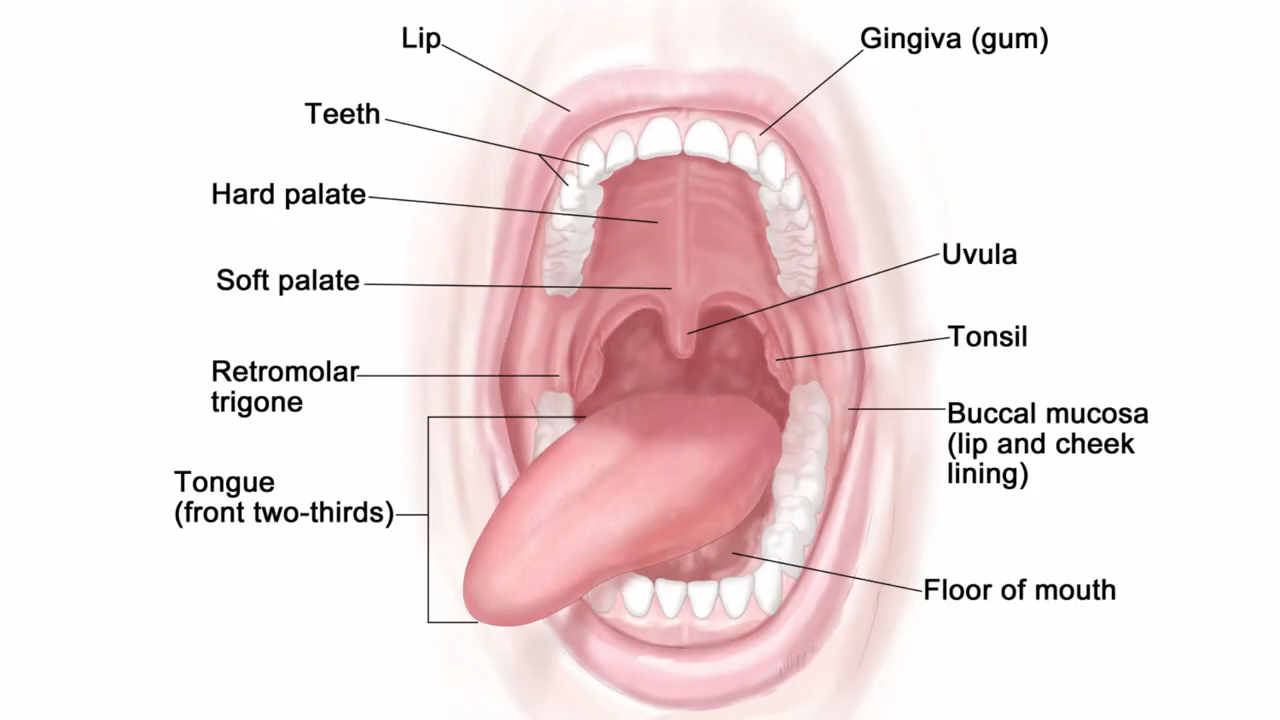 Lip
Gingiva (gum)
Teeth
Hard palate
Uvula
Soft palate
Tonsil
Retromolar
trigone
Buccal mucosa
(lip and cheek
lining)
Tongue
(front two-thirds)
Floor of mouth